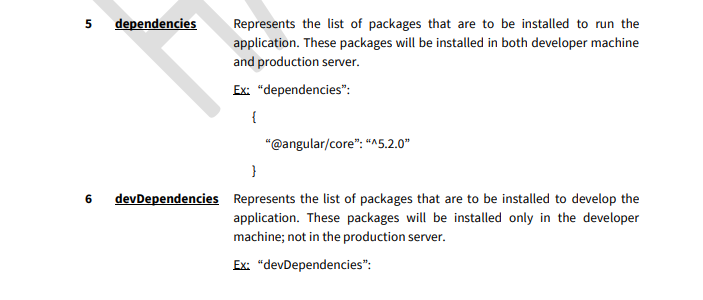 5 dependencies Represents the list of packages that are to be installed to run the
application. These packages will be installed in both developer machine
and production server.
Ex: “dependencies”:
{
“@angular/core”: “^5.2.0”
}
6 devDependencies Represents the list of packages that are to be installed to develop the
application. These packages will be installed only in the developer
machine; not in the production server.
Ex: “devDependencies”: